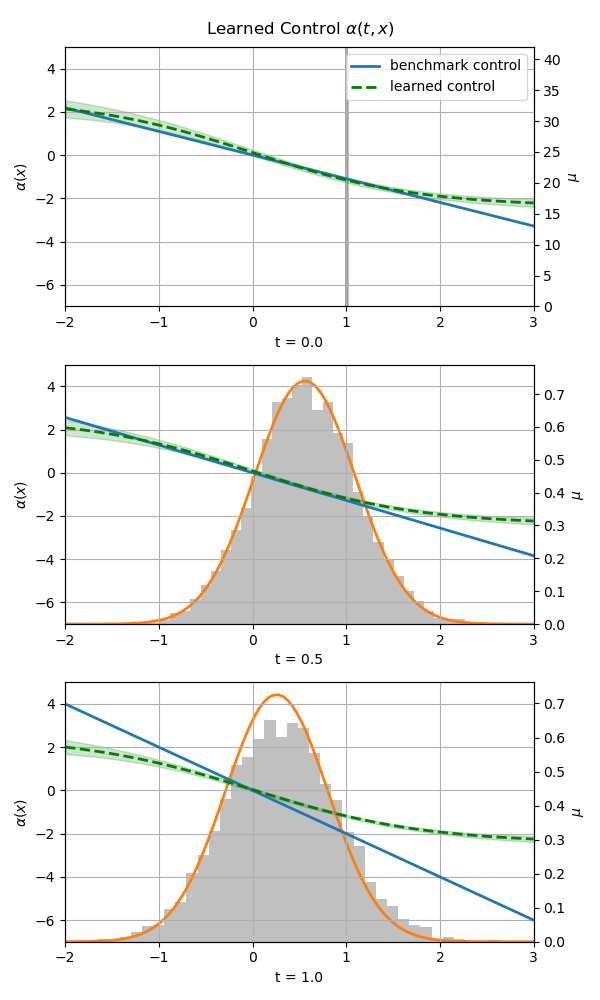 Learned Control α(t, x)
benchmark control
learned control
4
2
0
−2
−4
−6
α(x)
40
35
30
25
20
15
10
5
0
μ
−2 −1 0 1 2 3
t = 0.0
4
2
0
−2
−4
−6
α(x)
0.7
0.6
0.5
0.4
0.3
0.2
0.1
0.0
μ
−2 −1 0 1 2 3
t = 0.5
4
2
0
−2
−4
−6
α(x)
0.7
0.6
0.5
0.4
0.3
0.2
0.1
0.0
μ
−2 −1 0 1 2 3
t = 1.0